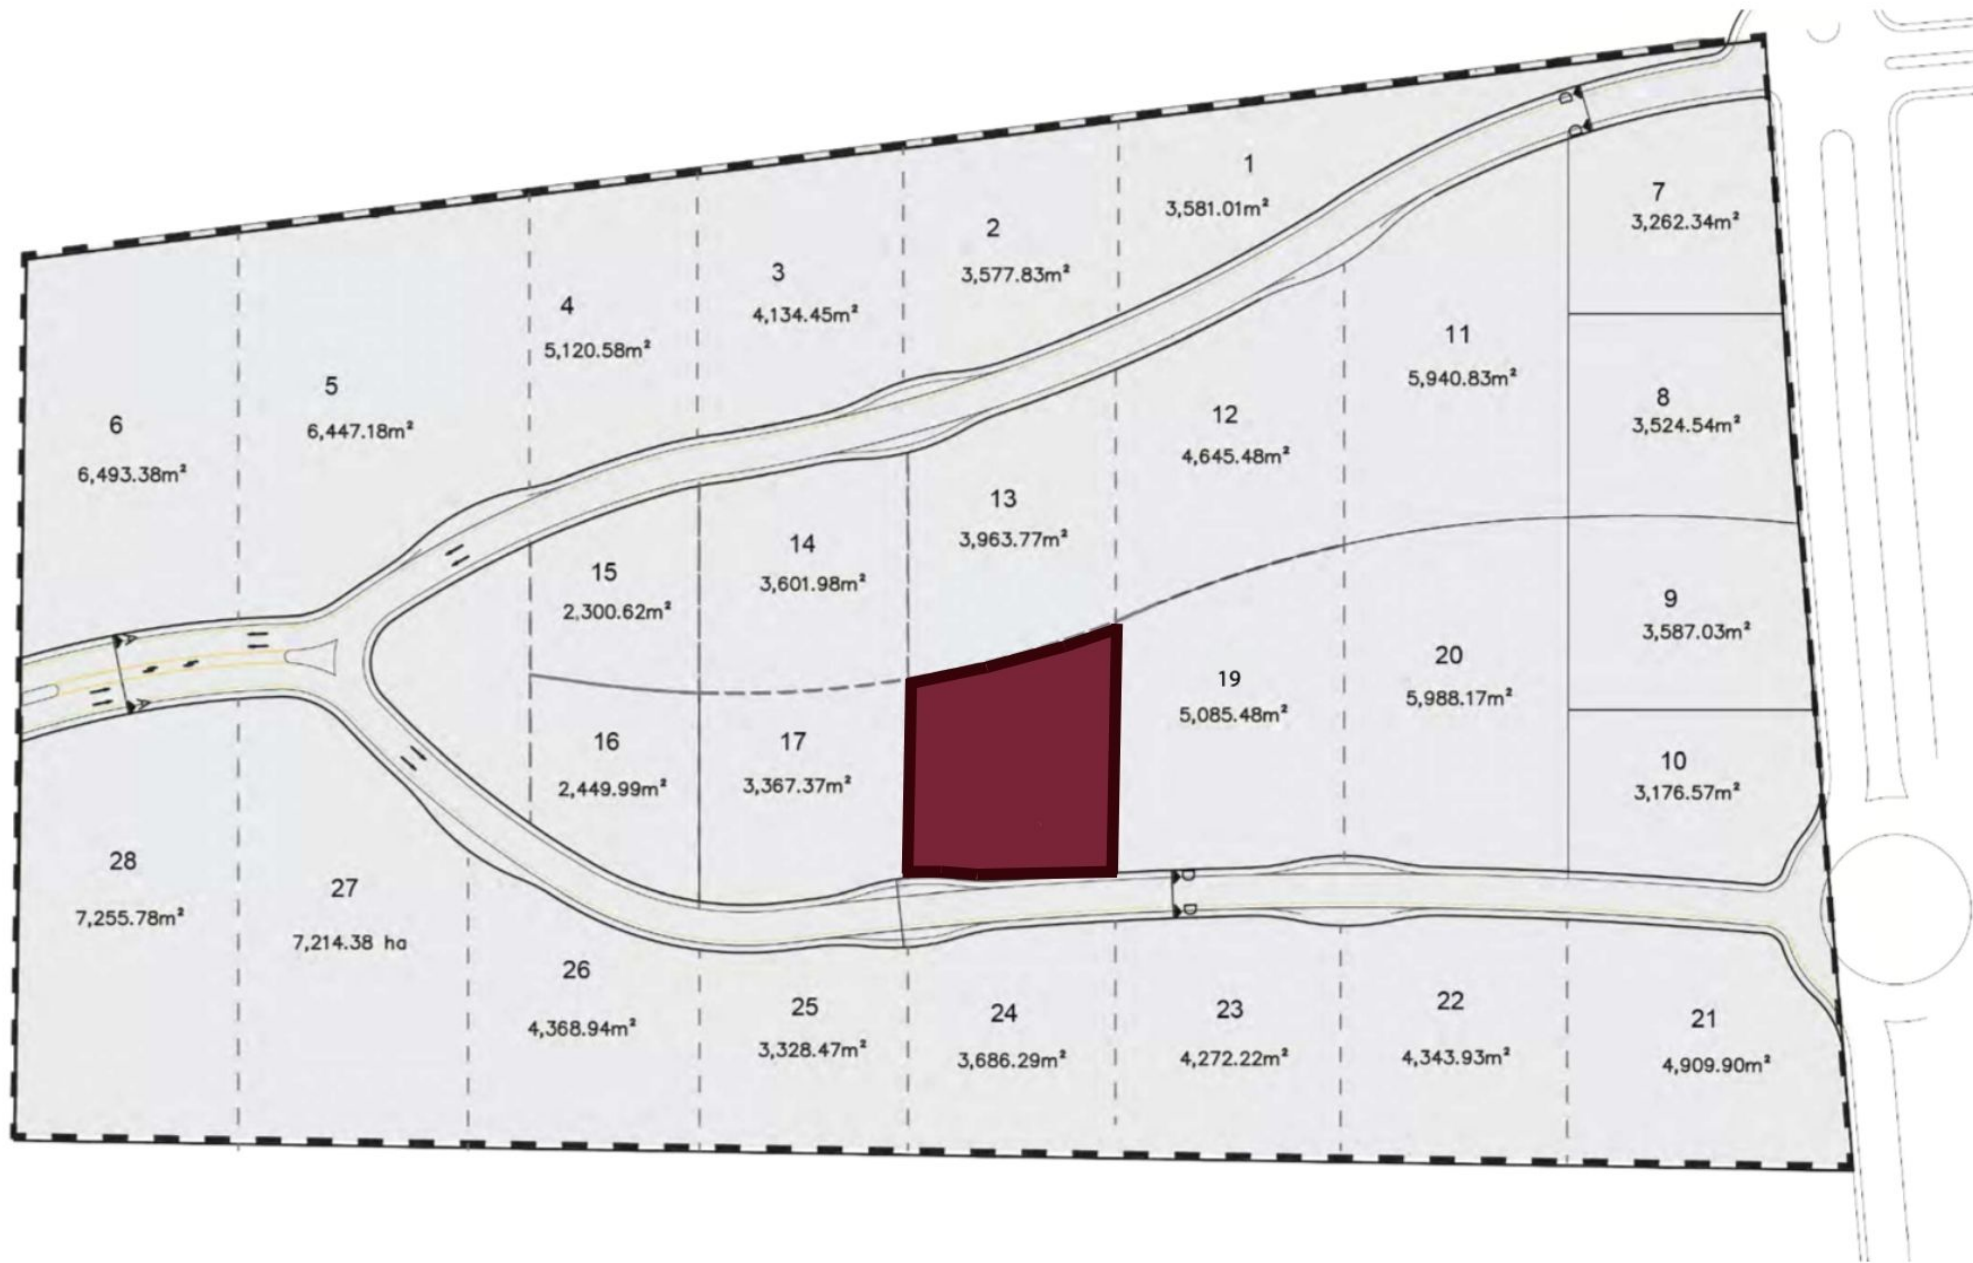 1
3,581.01m²
2
3,577.83m²
3
4,134.45m²
4
5,120.58m²
5
6,447.18m²
6
6,493.38m²
7
3,262.34m²
8
3,524.54m²
9
3,587.03m²
10
3,176.57m²
11
5,940.83m²
12
4,645.48m²
13
3,963.77m²
14
3,601.98m²
15
2,300.62m²
16
2,449.99m²
17
3,367.37m²
19
5,085.48m²
20
5,988.17m²
21
4,909.90m²
22
4,343.93m²
23
4,272.22m²
24
3,686.29m²
25
3,328.47m²
26
4,368.94m²
27
7,214.38 ha
28
7,255.78m²